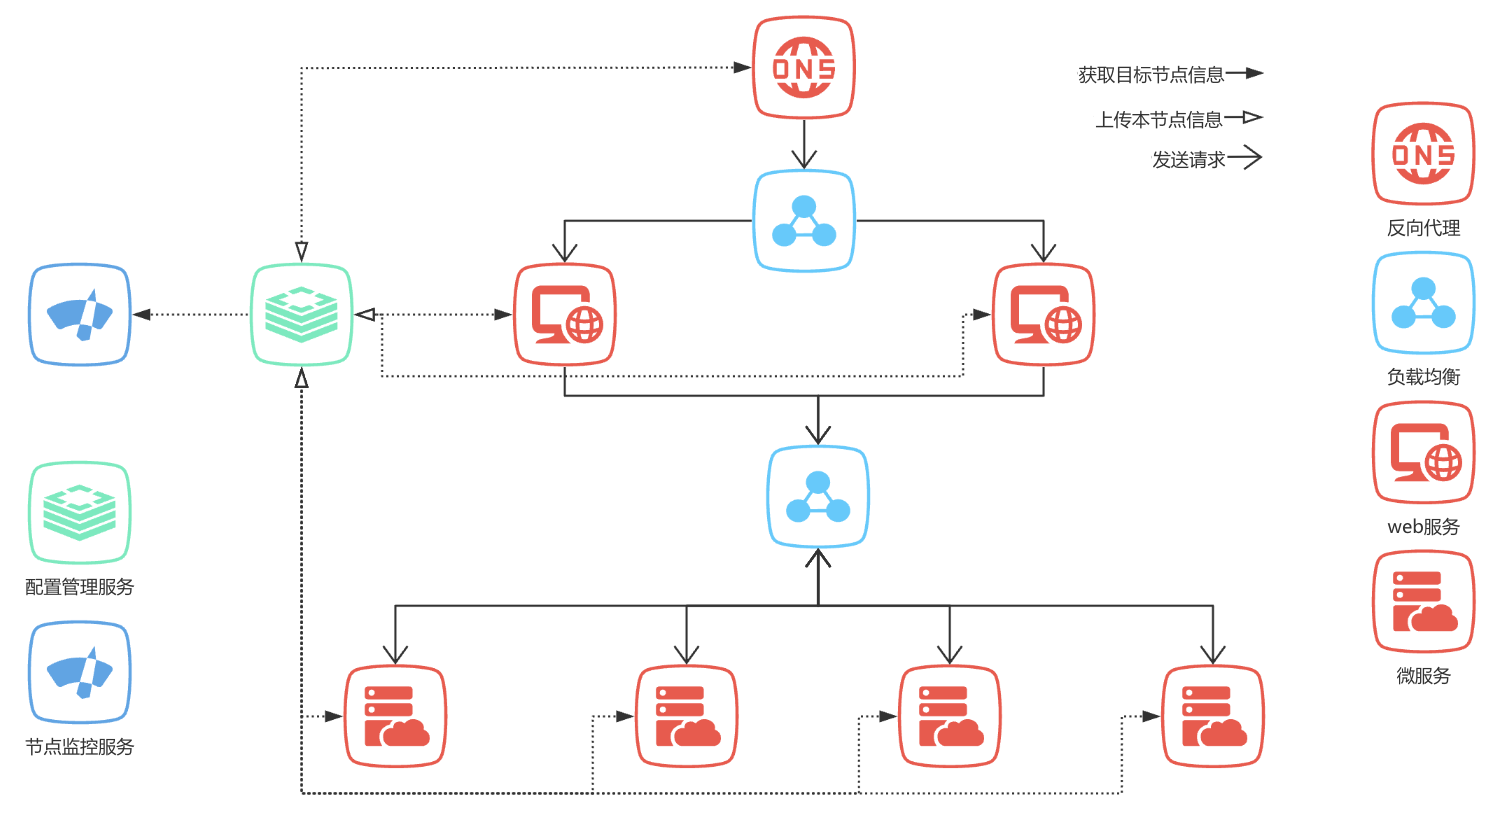 ONS
获取目标节点信息
上传本节点信息
发送请求
ONS
反向代理
负载均衡
web服务
配置管理服务
微服务
节点监控服务